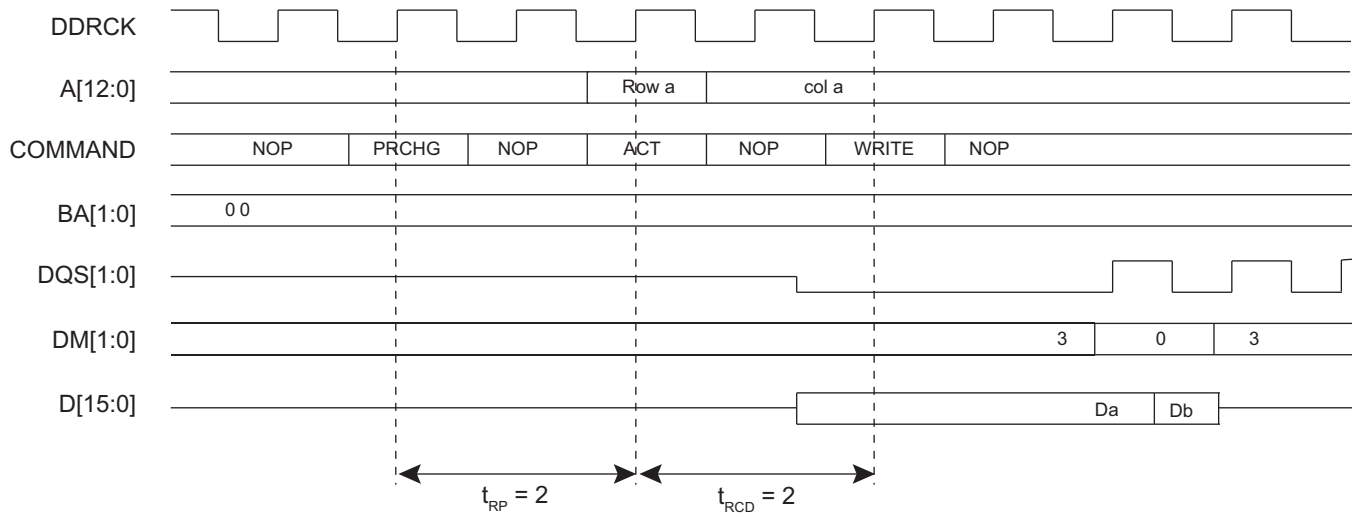 DDRCK
A[12:0] Row a col a
COMMAND NOP PRCHG NOP ACT NOP WRITE NOP
BA[1:0] 0 0
DQS[1:0]
DM[1:0] 3 0 3
D[15:0] Da Db
tRP = 2 tRCD = 2